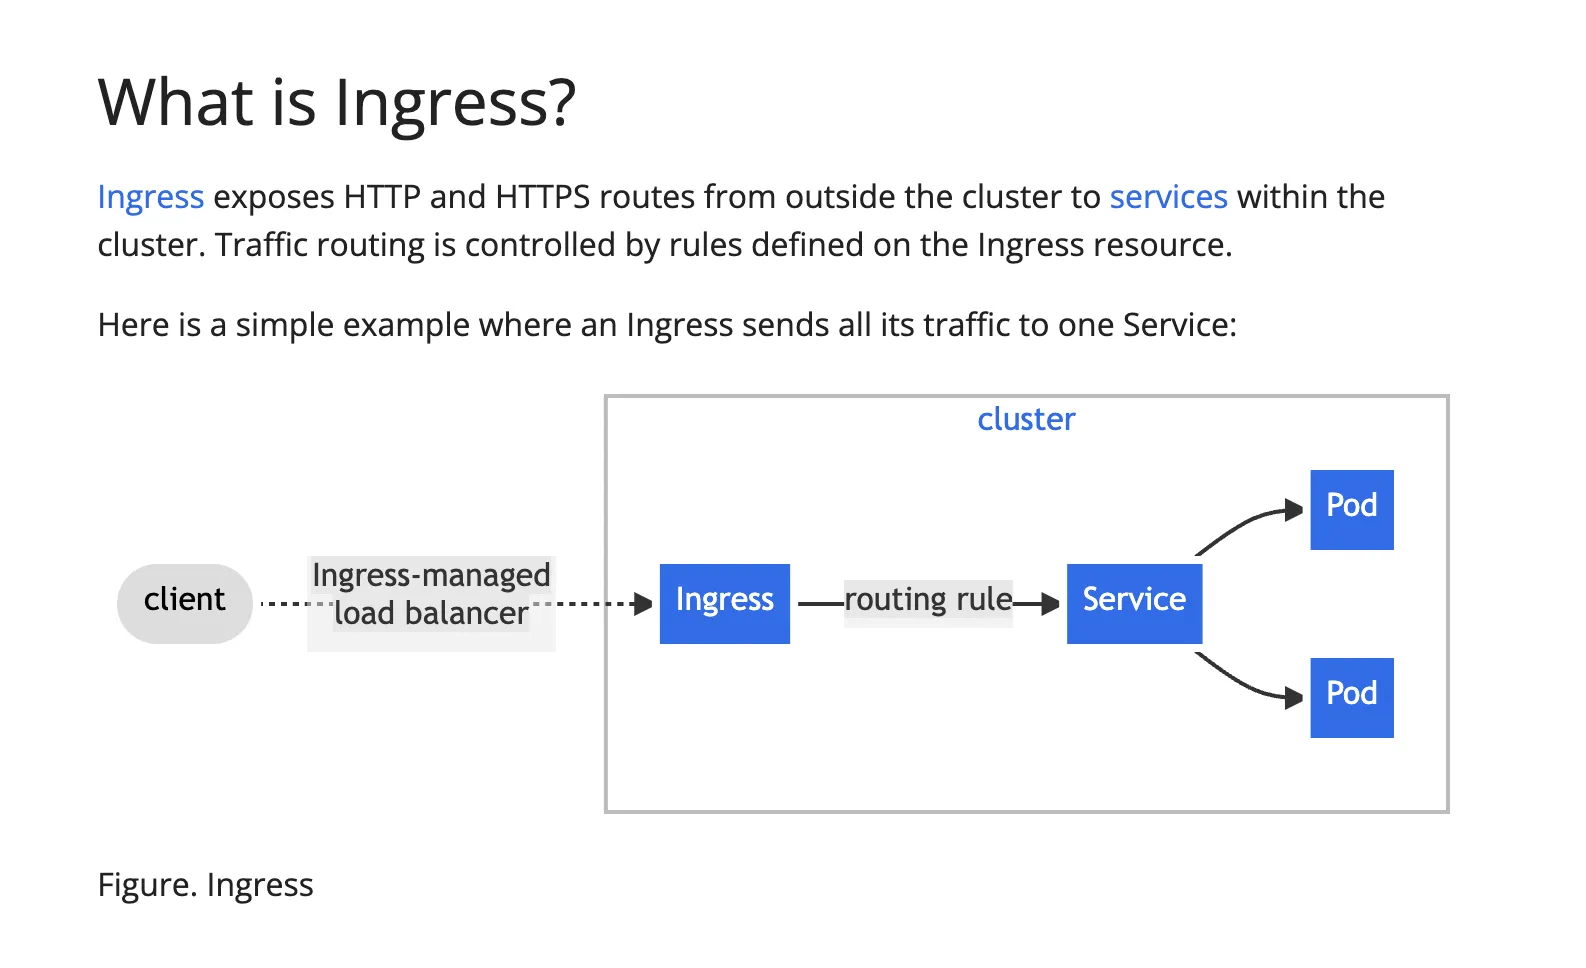 What is Ingress?
Ingress exposes HTTP and HTTPS routes from outside the cluster to services within the
cluster. Traffic routing is controlled by rules defined on the Ingress resource.
Here is a simple example where an Ingress sends all its traffic to one Service:
cluster
client
Ingress-managed
load balancer
Ingress
routing rule
Service
Pod
Pod
Figure. Ingress